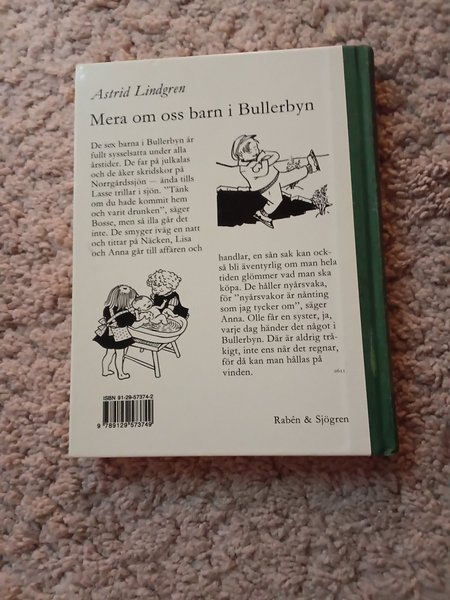 Astrid Lindgren
Mera om oss barn i Bullerbyn
De sex barna i Bullerbyn är
fullt sysselsatta under alla
årstider. De far på julkalas
och de åker skridskor på
Norrgårdssjön — ända tills
Lasse trillar i sjön. "Tänk
om du hade kommit hem
och varit drunken", säger
Bosse, men så illa går det
inte. De smyger iväg en natt
och tittar på Näcken, Lisa
och Anna går till affären och
handlar, en sån sak kan ock-
så bli äventyrlig om man hela
tiden glömmer vad man ska
köpa. De håller nyårsvaka,
för "nyårsvakor är nånting
som jag tycker om", säger
Anna. Olle får en syster, ja,
varje dag händer det något i
Bullerbyn. Där är aldrig trå-
kigt, inte ens när det regnar,
för då kan man hållas på
vinden.
ISBN 91-29-57374-2
9 789129 573749
Rabén & Sjögren